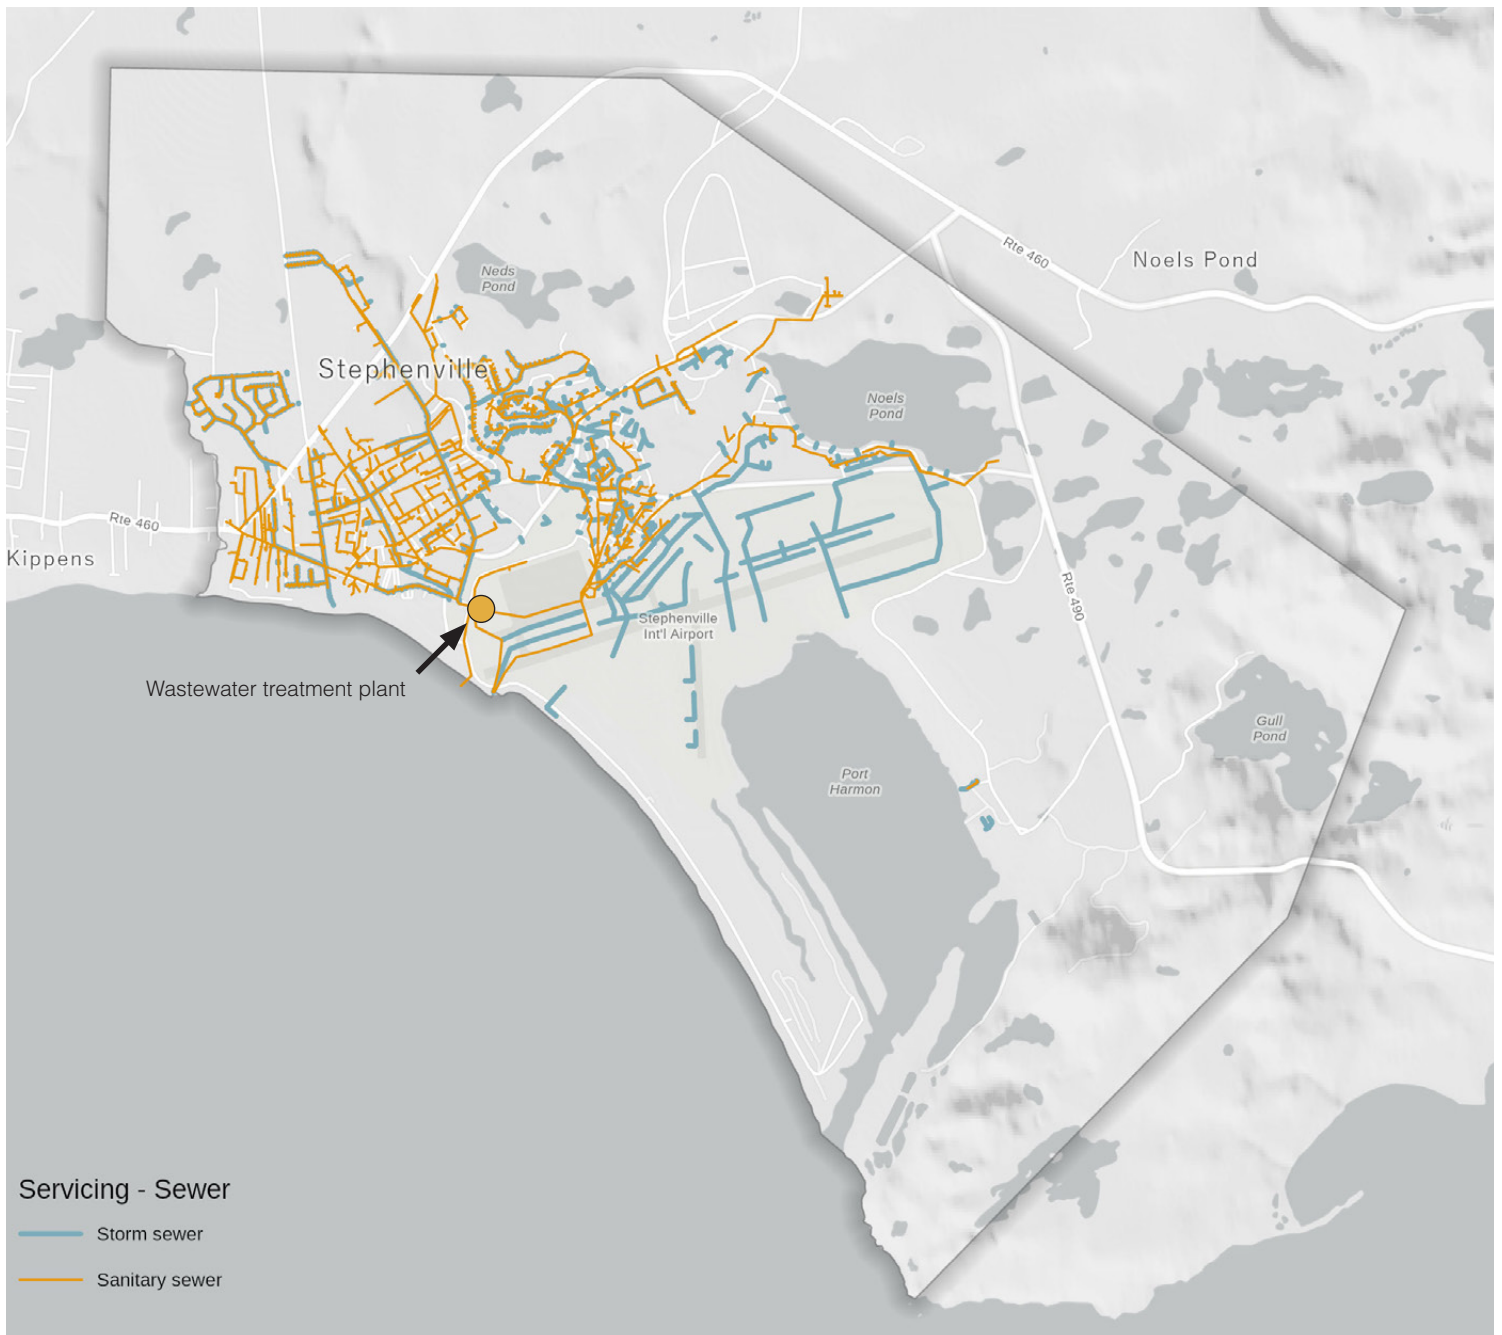 Rte 460
Noels Pond
Neds
Pond
Stephenville
Noels
Pond
Rte 460
Kippens
Rte 490
Stephenville
Int'l Airport
Wastewater treatment plant
Gull
Pond
Port
Harmon
Servicing - Sewer
Storm sewer
Sanitary sewer